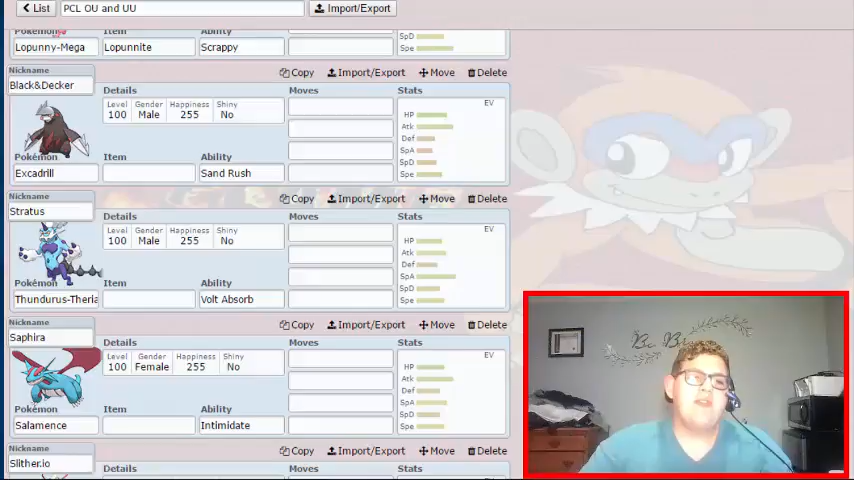 List PCL OU and UU Import/Export
Pokémon
Lopunny-Mega Lopunnite Scrappy
SpD
Spe
Nickname
Copy Import/Export Move Delete
Black&Decker Details Moves Stats
EV
Level Gender Happiness Shiny
100 Male 255 No
HP
Atk
Def
SpA
Pokémon Item Ability
SpD
Excadrill Sand Rush
Spe
Nickname
Copy Import/Export Move Delete
Stratus Details Moves Stats
EV
Level Gender Happiness Shiny
100 Male 255 No
HP
Atk
Def
SpA
Pokémon Item Ability
SpD
Thundurus-Theria Volt Absorb
Spe
Nickname
Copy Import/Export Move Delete
Saphira Details Moves Stats
EV
Level Gender Happiness Shiny
100 Female 255 No
HP
Atk
Def
SpA
Pokémon Item Ability
SpD
Salamence Intimidate
Spe
Nickname
Copy Import/Export Move Delete
Slither.io Details Moves Stats
EV